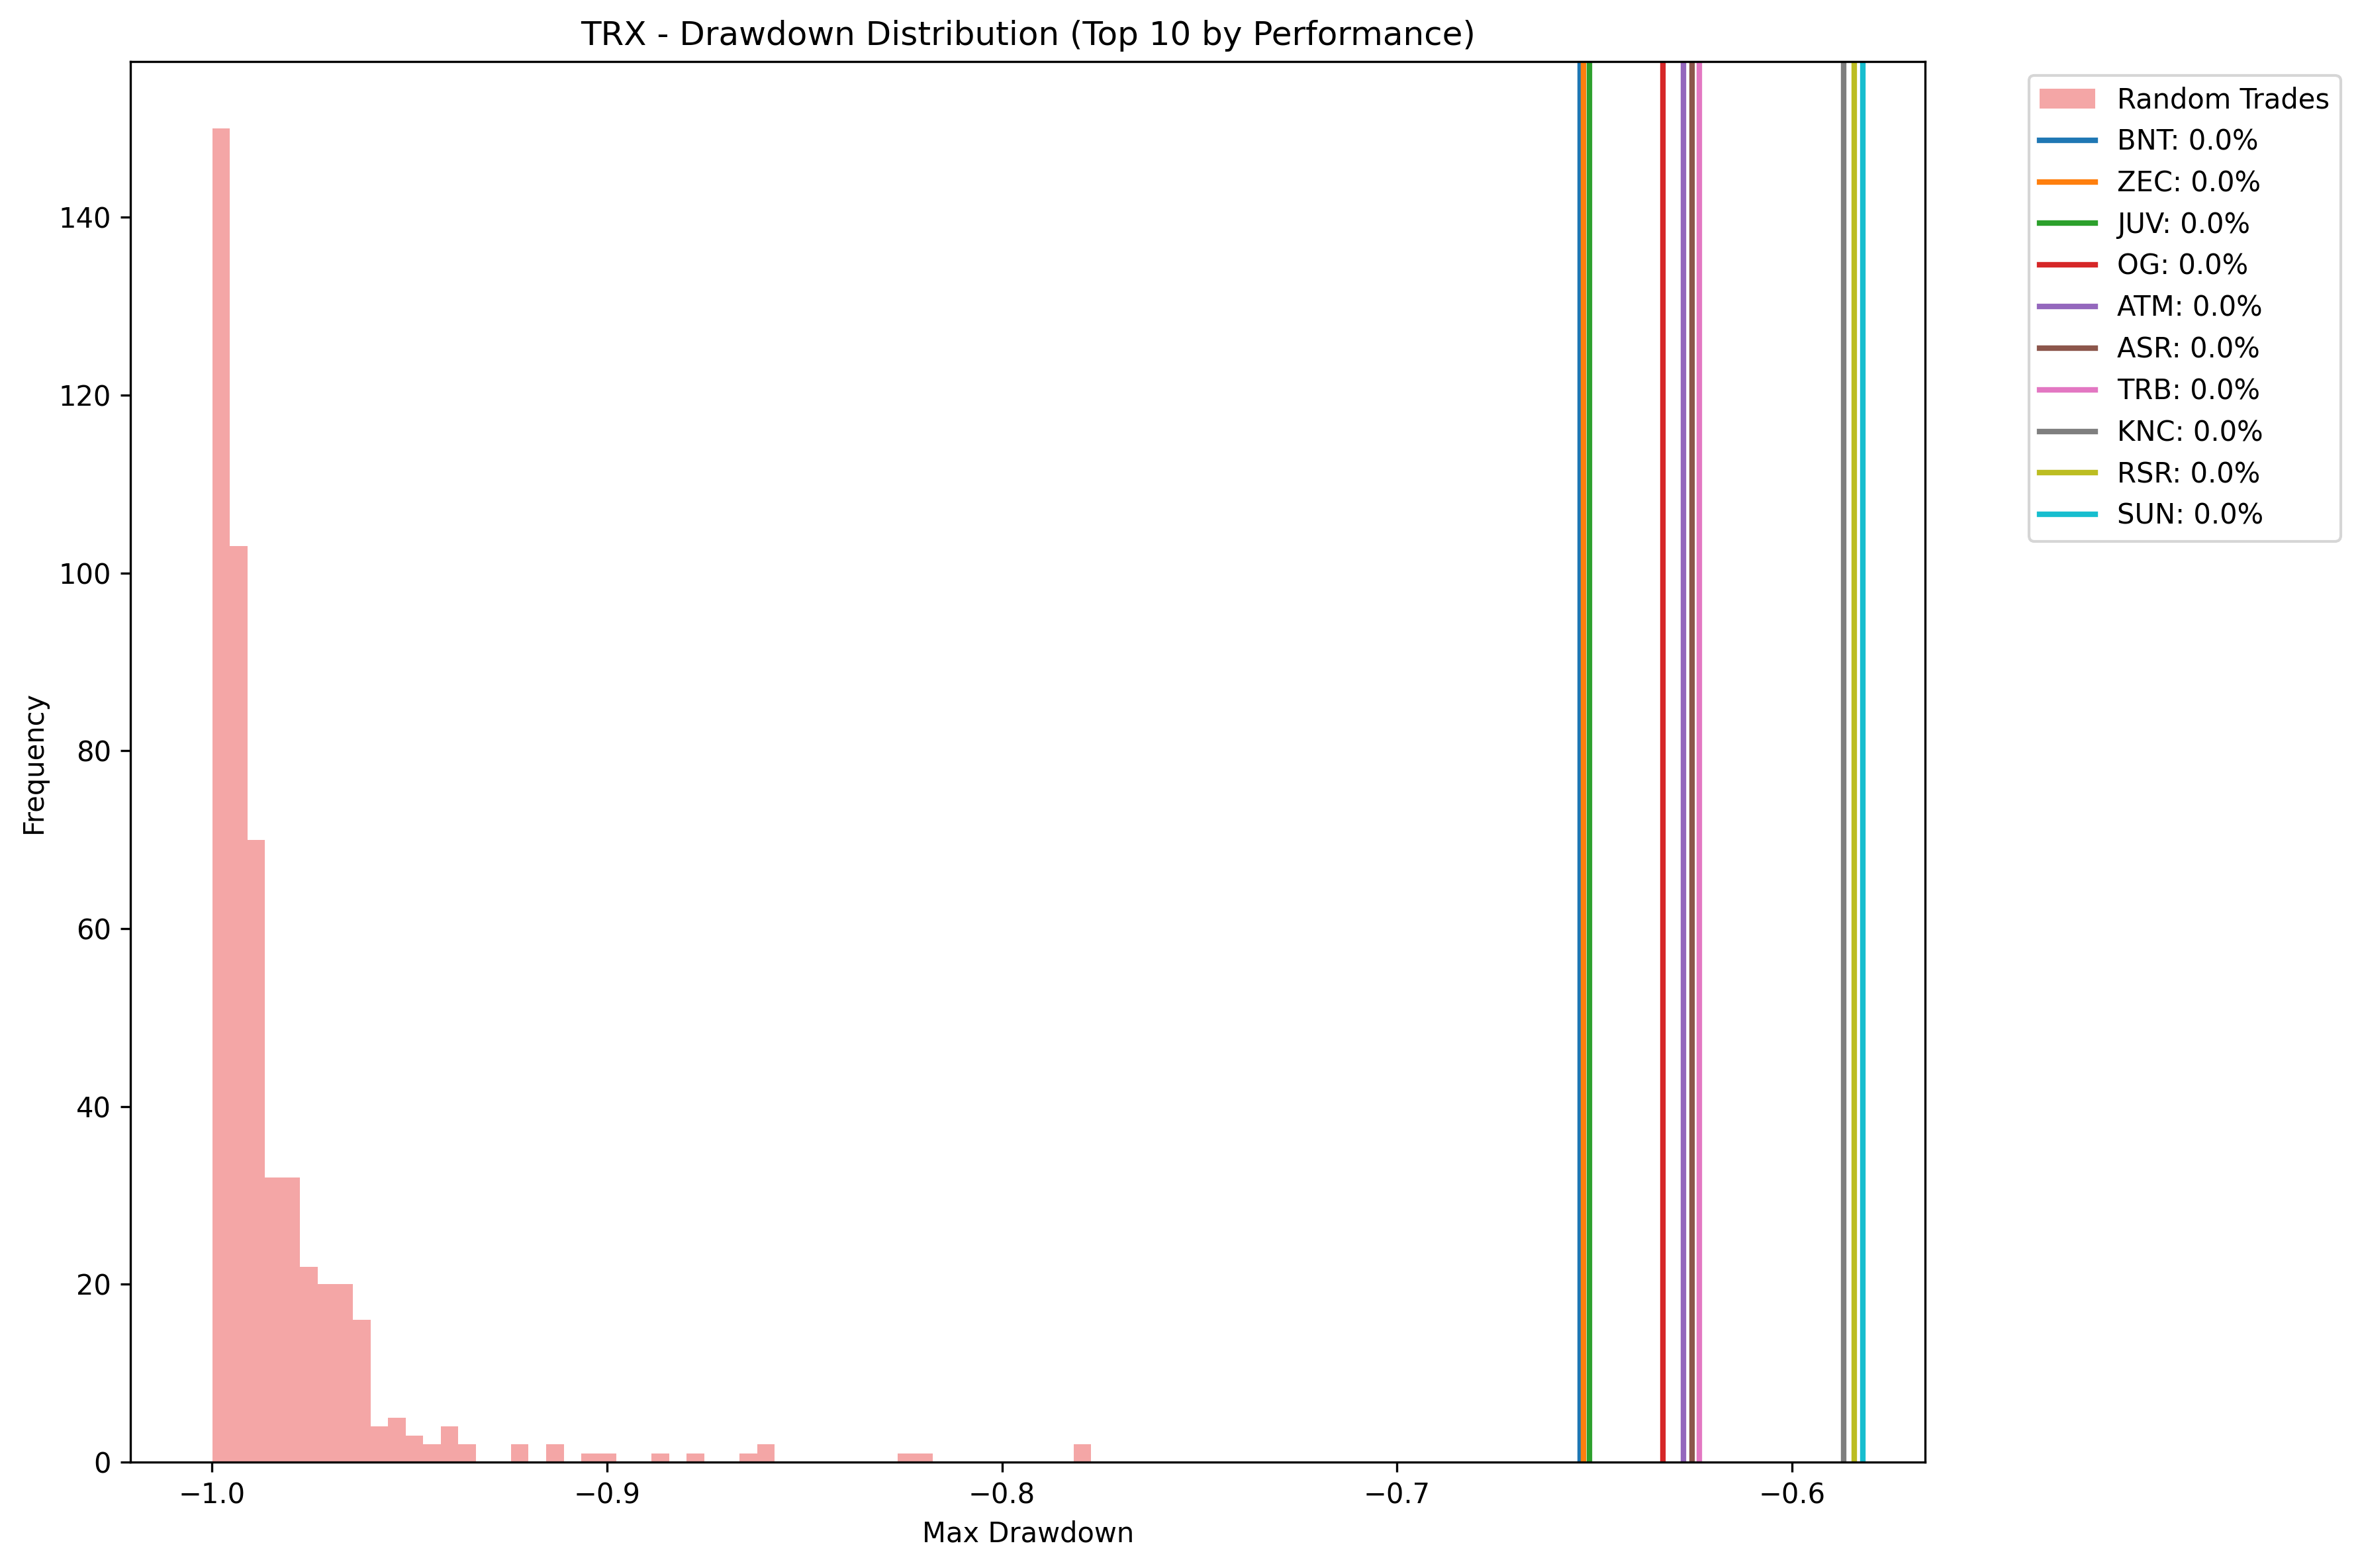 TRX - Drawdown Distribution (Top 10 by Performance)
Random Trades
BNT: 0.0%
ZEC: 0.0%
JUV: 0.0%
OG: 0.0%
ATM: 0.0%
ASR: 0.0%
TRB: 0.0%
KNC: 0.0%
RSR: 0.0%
SUN: 0.0%
Frequency
140
120
100
80
60
40
20
0
−1.0
−0.9
−0.8
−0.7
−0.6
Max Drawdown